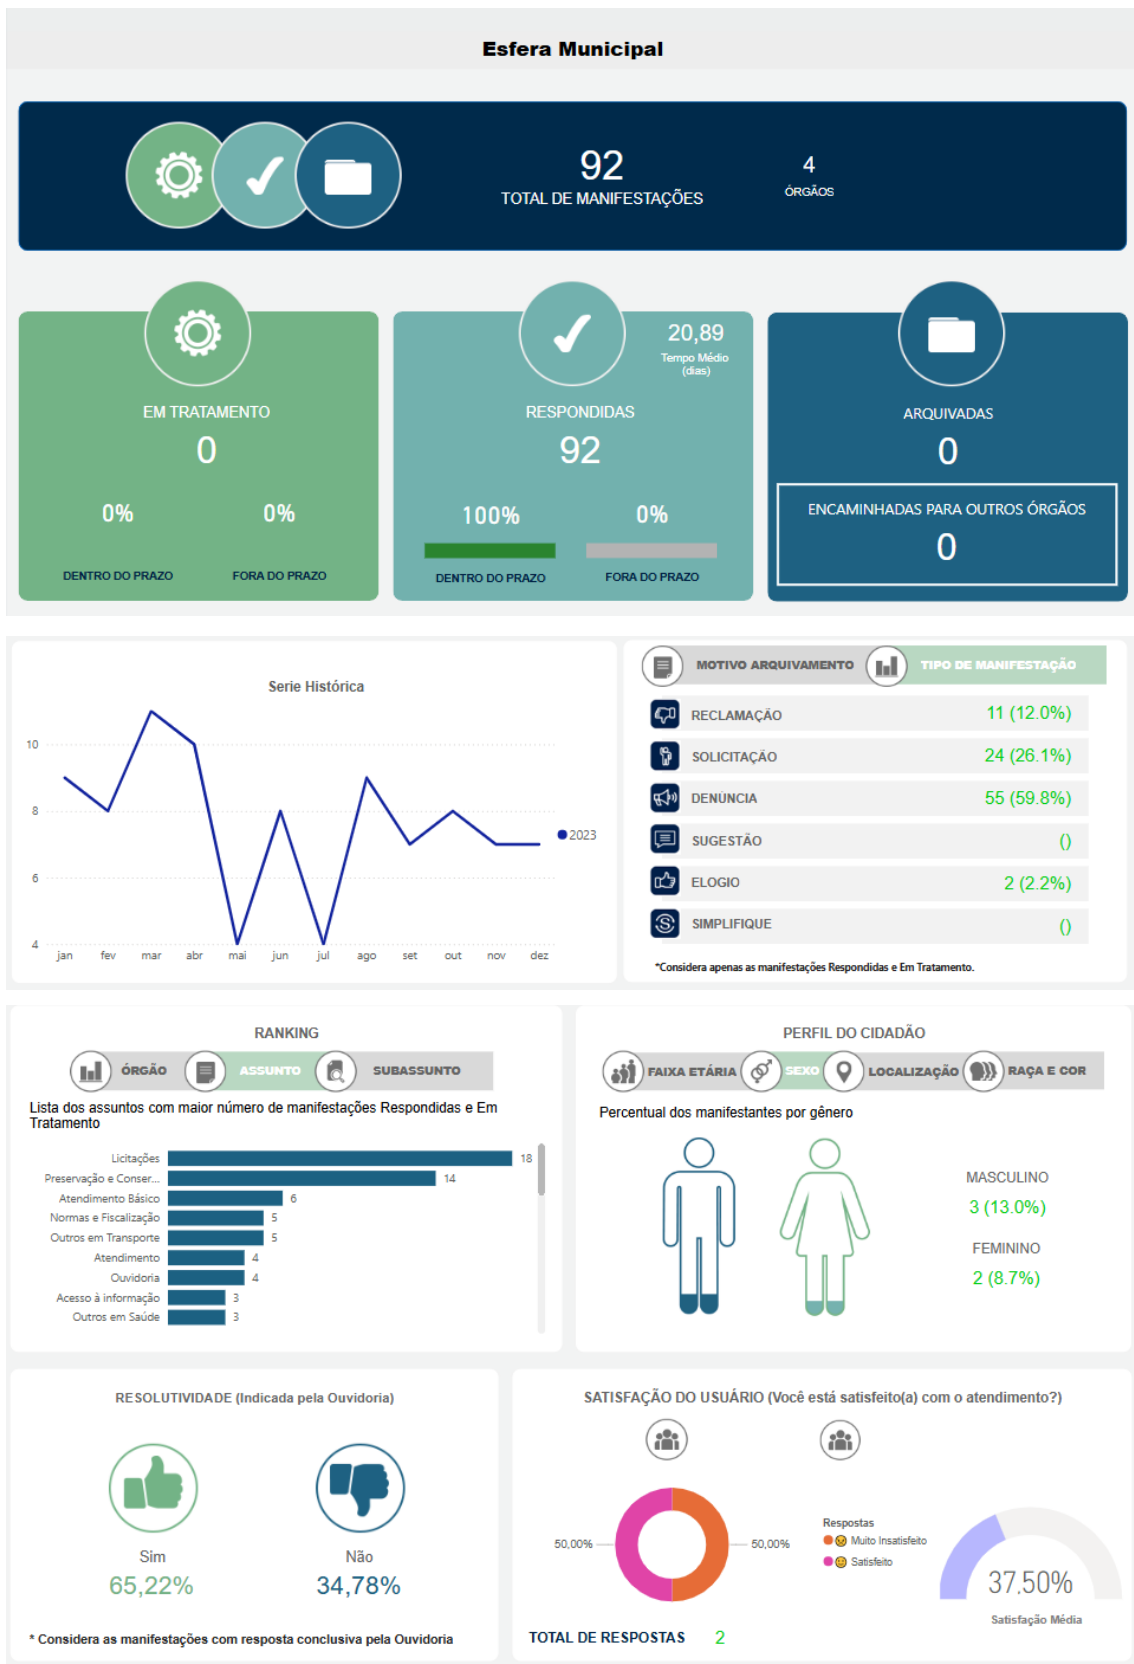 Esfera Municipal
92
TOTAL DE MANIFESTAÇÕES
4
ÓRGÃOS
EM TRATAMENTO
0
0%
0%
DENTRO DO PRAZO
FORA DO PRAZO
20,89
Tempo Médio
(dias)
RESPONDIDAS
92
100%
0%
DENTRO DO PRAZO
FORA DO PRAZO
ARQUIVADAS
0
ENCAMINHADAS PARA OUTROS ÓRGÃOS
0
Serie Histórica
10
8
6
4
jan fev mar abr mai jun jul ago set out nov dez
2023
MOTIVO ARQUIVAMENTO
TIPO DE MANIFESTAÇÃO
RECLAMAÇÃO 11 (12.0%)
SOLICITAÇÃO 24 (26.1%)
DENÚNCIA 55 (59.8%)
SUGESTÃO ()
ELOGIO 2 (2.2%)
SIMPLIFIQUE ()
*Considera apenas as manifestações Respondidas e Em Tratamento.
RANKING
ÓRGÃO ASSUNTO SUBASSUNTO
Lista dos assuntos com maior número de manifestações Respondidas e Em
Tratamento
Licitações 18
Preservação e Conser... 14
Atendimento Básico 6
Normas e Fiscalização 5
Outros em Transporte 5
Atendimento 4
Ouvidoria 4
Acesso à informação 3
Outros em Saúde 3
PERFIL DO CIDADÃO
FAIXA ETÁRIA SEXO LOCALIZAÇÃO RAÇA E COR
Percentual dos manifestantes por gênero
MASCULINO
3 (13.0%)
FEMININO
2 (8.7%)
RESOLUTIVIDADE (Indicada pela Ouvidoria)
Sim
65,22%
Não
34,78%
* Considera as manifestações com resposta conclusiva pela Ouvidoria
SATISFAÇÃO DO USUÁRIO (Você está satisfeito(a) com o atendimento?)
50,00%
50,00%
Respostas
Muito Insatisfeito
Satisfeito
37,50%
Satisfação Média
TOTAL DE RESPOSTAS 2